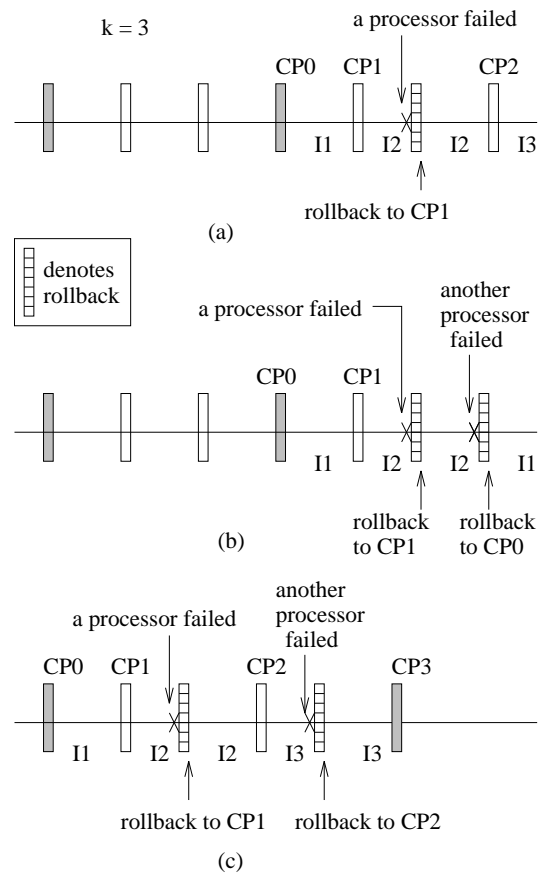 k = 3
a processor failed
CP0 CP1 CP2
I1 I2 I2 I3
rollback to CP1
(a)
denotes
rollback
a processor failed
another
processor
failed
CP0 CP1
I1 I2 I2 I1
rollback
to CP1
rollback
to CP0
(b)
a processor failed
another
processor
failed
CP0 CP1 CP2 CP3
I1 I2 I2 I3 I3
rollback to CP1 rollback to CP2
(c)